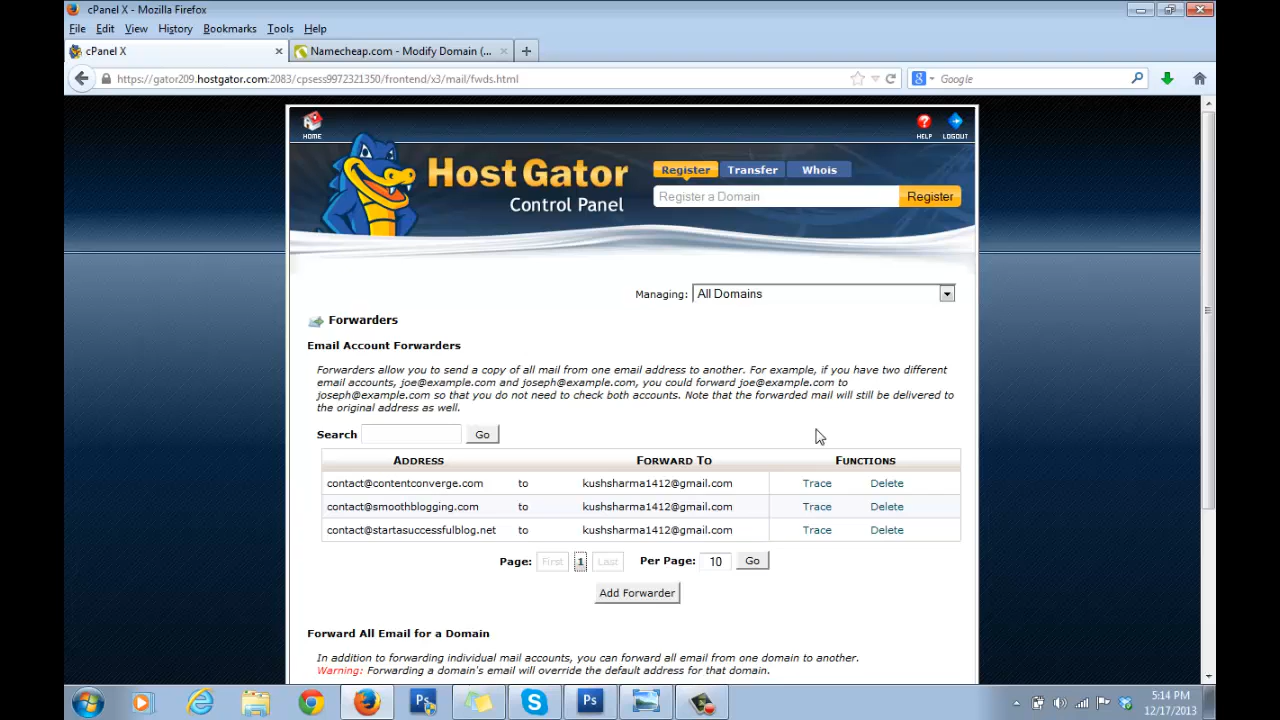 cPanel X - Mozilla Firefox
File Edit View History Bookmarks Tools Help
cPanel X
Namecheap.com - Modify Domain (...
https://gator209.hostgator.com:2083/cpsess9972321350/frontend/x3/mail/fwds.html
Google
HOME
HELP LOGOUT
HostGator
Control Panel
Register Transfer Whois
Register a Domain Register
Managing: All Domains
Forwarders
Email Account Forwarders
Forwarders allow you to send a copy of all mail from one email address to another. For example, if you have two different
email accounts, joe@example.com and joseph@example.com, you could forward joe@example.com to
joseph@example.com so that you do not need to check both accounts. Note that the forwarded mail will still be delivered to
the original address as well.
Search Go
ADDRESS FORWARD TO FUNCTIONS
contact@contentconverge.com to kushsharma1412@gmail.com Trace Delete
contact@smoothblogging.com to kushsharma1412@gmail.com Trace Delete
contact@startasuccessfulblog.net to kushsharma1412@gmail.com Trace Delete
Page: First 1 Last Per Page: 10 Go
Add Forwarder
Forward All Email for a Domain
In addition to forwarding individual mail accounts, you can forward all email from one domain to another.
Warning: Forwarding a domain's email will override the default address for that domain.
5:14 PM
12/17/2013